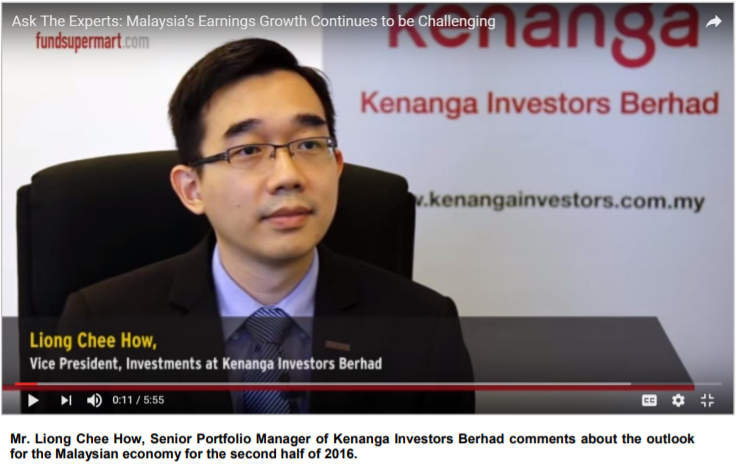 Ask The Experts: Malaysia's Earnings Growth Continues to be Challenging
fundsupermart.com
kenanga
Kenanga Investors Berhad
.kenangainvestors.com.my
Liong Chee How,
Vice President, Investments at Kenanga Investors Berhad
0:11 / 5:55
CC
Mr. Liong Chee How, Senior Portfolio Manager of Kenanga Investors Berhad comments about the outlook
for the Malaysian economy for the second half of 2016.